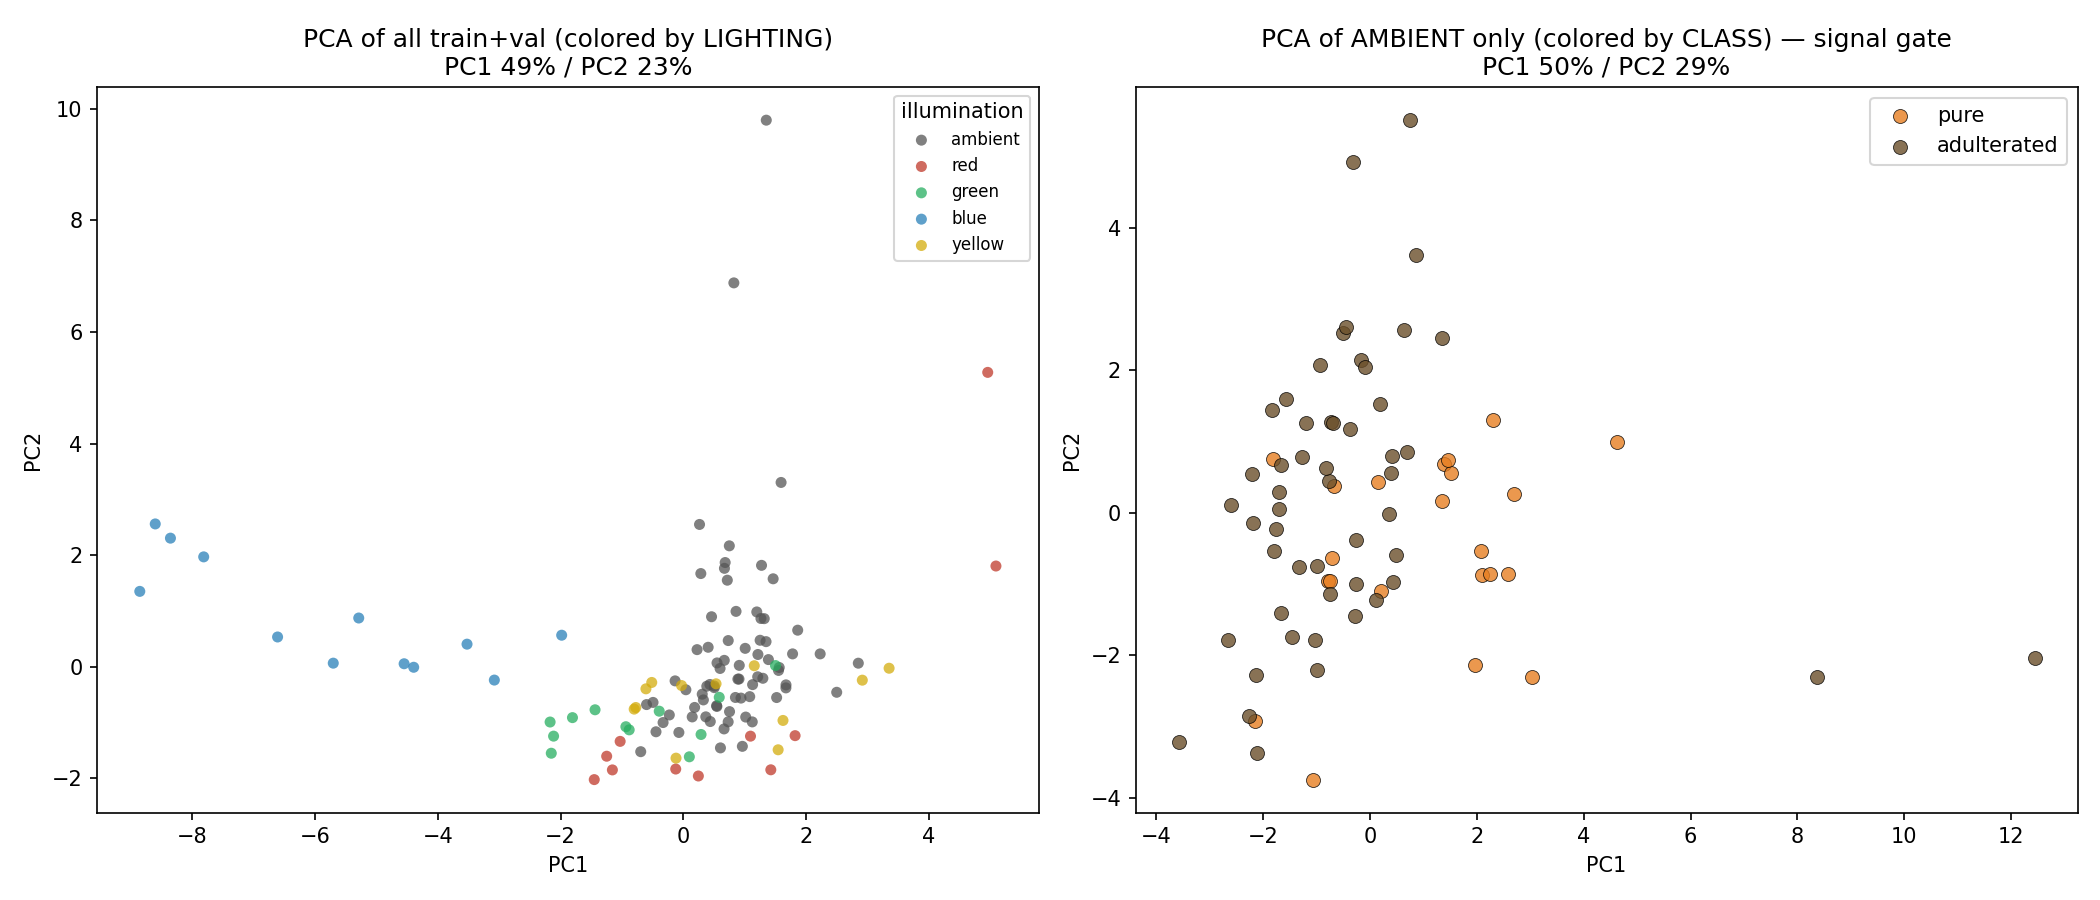 PCA of all train+val (colored by LIGHTING)
PC1 49% / PC2 23%
10
8
6
4
2
0
−2
PC2
−8
−6
−4
−2
0
2
4
PC1
illumination
ambient
red
green
blue
yellow
PCA of AMBIENT only (colored by CLASS) — signal gate
PC1 50% / PC2 29%
4
2
0
−2
−4
PC2
−4
−2
0
2
4
6
8
10
12
PC1
pure
adulterated